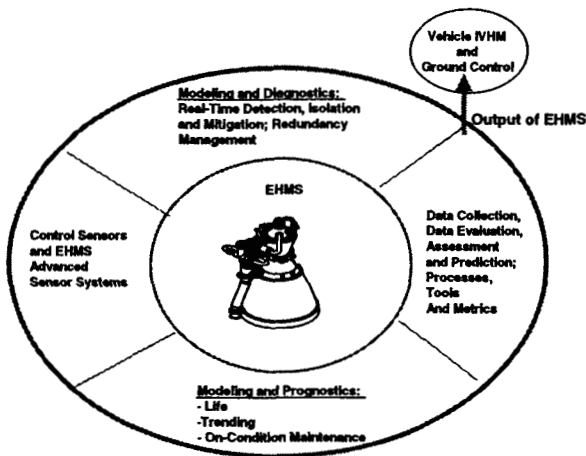 Vehicle IVHM
and
Ground Control
Output of EHMS
Modeling and Diagnostics:
Real-Time Detection, Isolation
and Mitigation; Redundancy
Management
EHMS
Control Sensors
and EHMS
Advanced
Sensor Systems
Data Collection,
Data Evaluation,
Assessment
and Prediction;
Processes,
Tools
And Metrics
Modeling and Prognostics:
- Life
-Trending
- On-Condition Maintenance